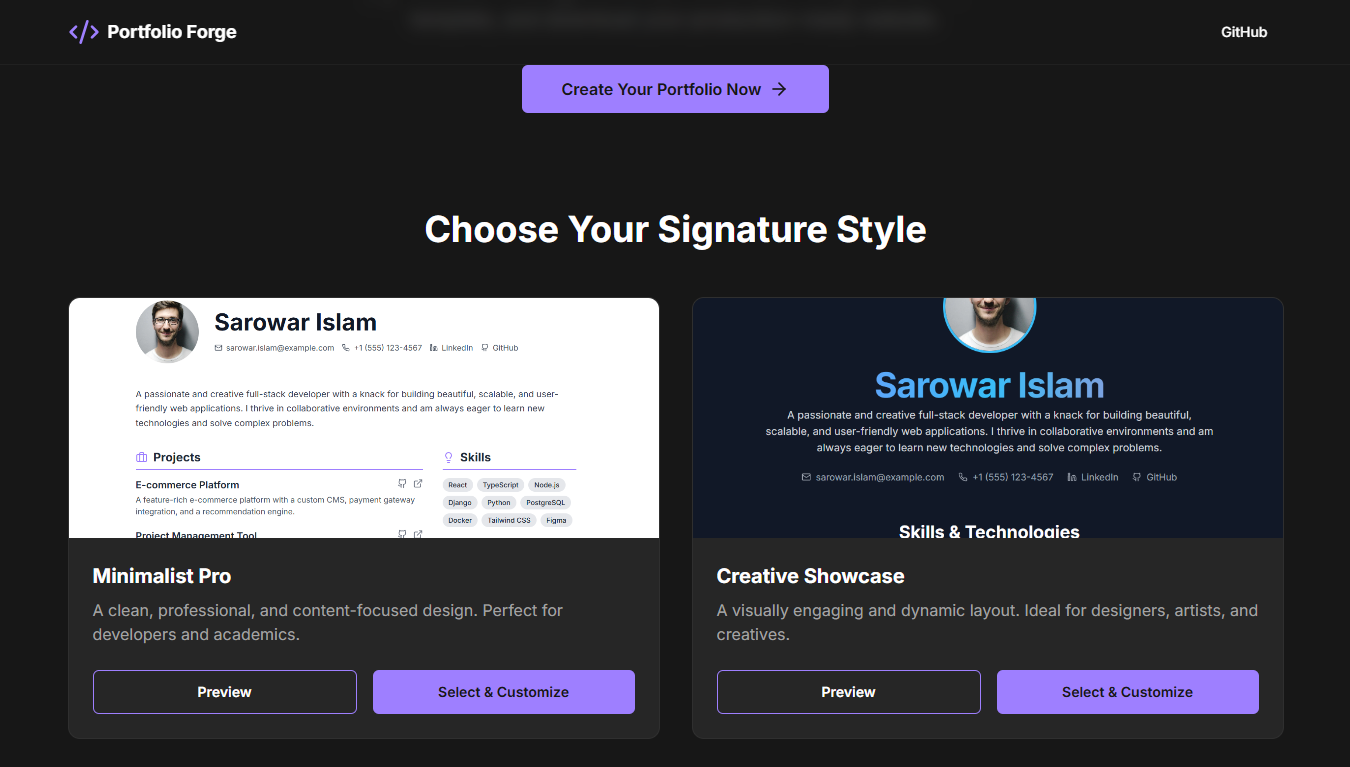 Portfolio Forge
GitHub
Create Your Portfolio Now
Choose Your Signature Style
Sarowar Islam
sarowar.islam@example.com +1 (555) 123-4567 LinkedIn GitHub
A passionate and creative full-stack developer with a knack for building beautiful, scalable, and user-
friendly web applications. I thrive in collaborative environments and am always eager to learn new
technologies and solve complex problems.
Projects
E-commerce Platform
A feature-rich e-commerce platform with a custom CMS, payment gateway
integration, and a recommendation engine.
Project Management Tool
Skills
React TypeScript Node.js
Django Python PostgreSQL
Docker Tailwind CSS Figma
Minimalist Pro
A clean, professional, and content-focused design. Perfect for
developers and academics.
Preview
Select & Customize
Sarowar Islam
A passionate and creative full-stack developer with a knack for building beautiful,
scalable, and user-friendly web applications. I thrive in collaborative environments and am
always eager to learn new technologies and solve complex problems.
sarowar.islam@example.com +1 (555) 123-4567 LinkedIn GitHub
Skills & Technologies
Creative Showcase
A visually engaging and dynamic layout. Ideal for designers, artists, and
creatives.
Preview
Select & Customize